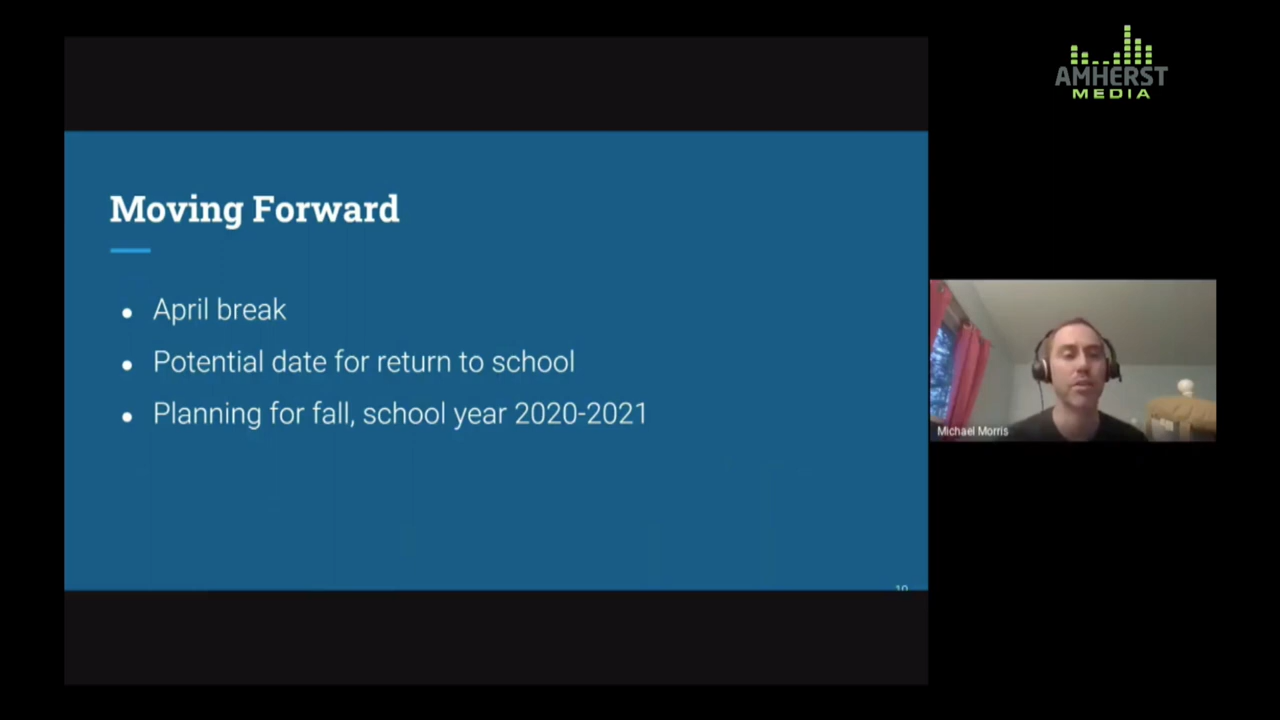 AMHERST
MEDIA
Moving Forward
• April break
• Potential date for return to school
• Planning for fall, school year 2020-2021
Michael Morris